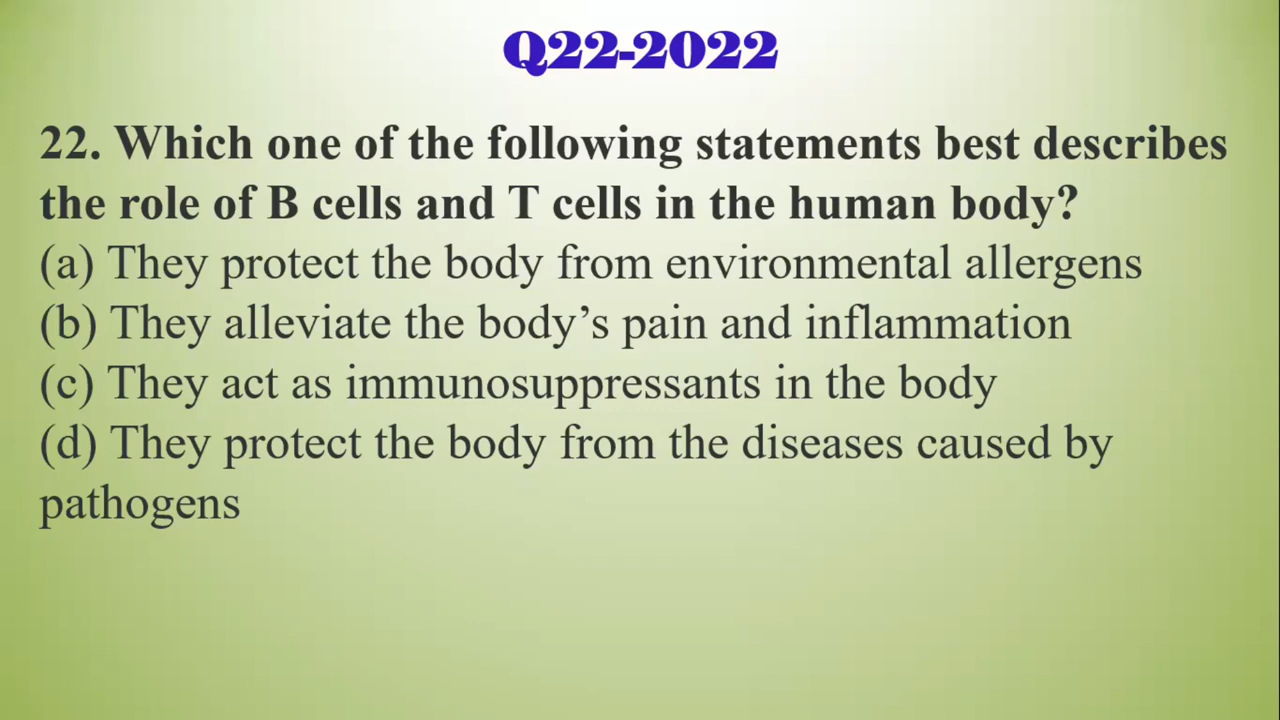 Q22-2022
22. Which one of the following statements best describes
the role of B cells and T cells in the human body?
(a) They protect the body from environmental allergens
(b) They alleviate the body’s pain and inflammation
(c) They act as immunosuppressants in the body
(d) They protect the body from the diseases caused by
pathogens